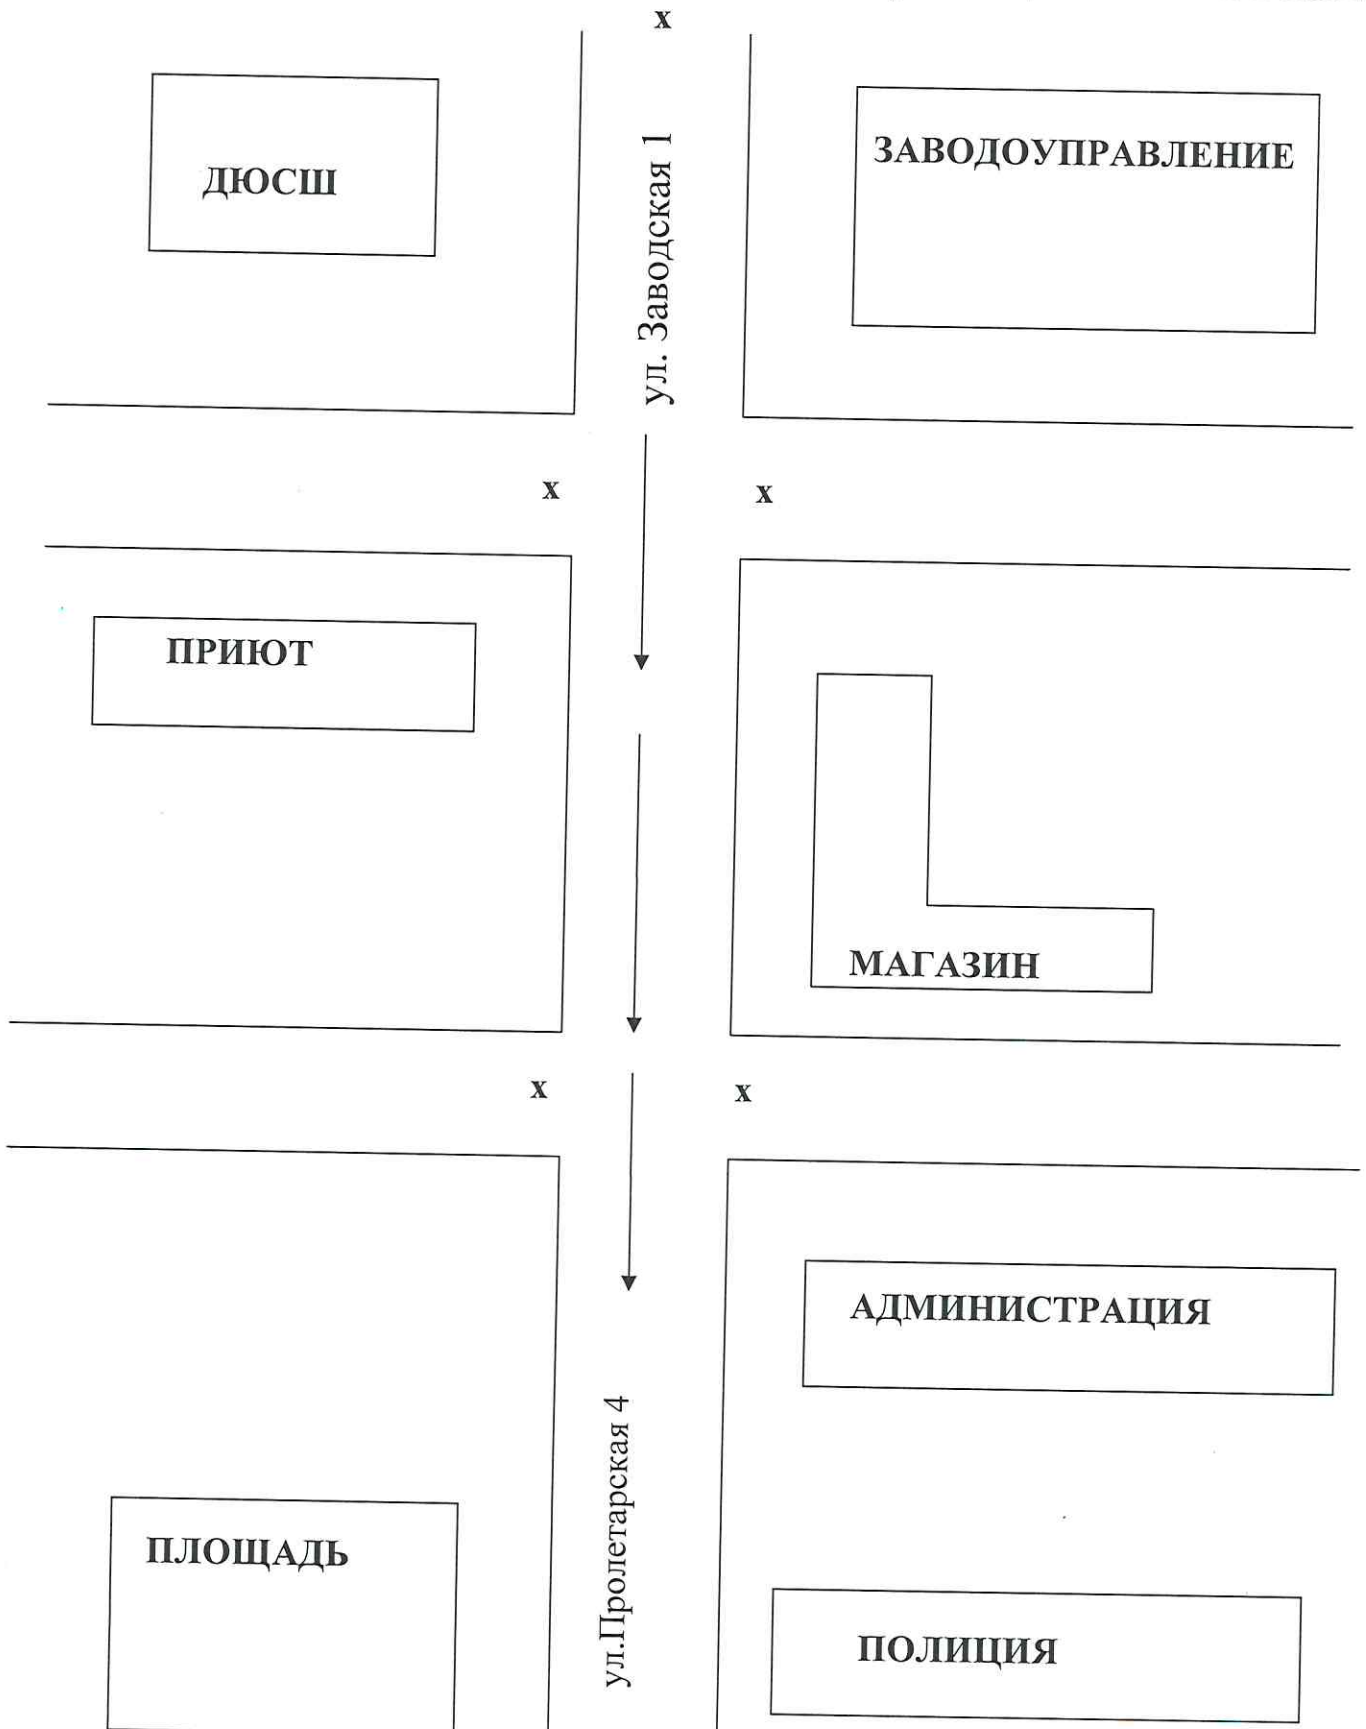 х
ДЮСШ
ул. Заводская 1
ЗАВОДОУПРАВЛЕНИЕ
х
х
ПРИЮТ
МАГАЗИН
х
х
АДМИНИСТРАЦИЯ
ул.Пролетарская 4
ПЛОЩАДЬ
ПОЛИЦИЯ